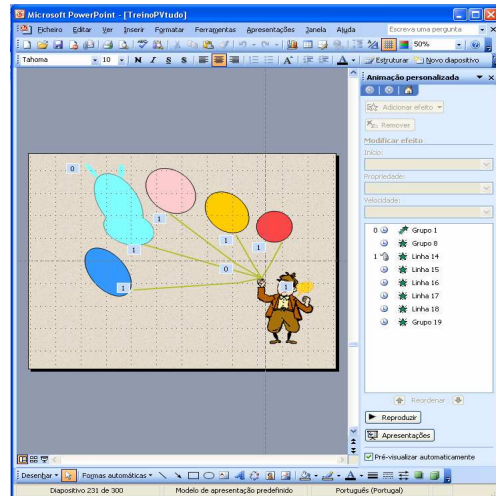 Microsoft PowerPoint - [TreinoPVtudo]
Ficheiro Editar Ver Inserir Formatar Ferramentas Apresentações Janela Ajuda Escreva uma pergunta
50%
Tahoma 10 N I S S A A Estruturar Novo diapositivo
Animação personalizada
Adicionar efeito
Remover
Modificar efeito
Início:
Propriedade:
Velocidade:
0 Grupo 1
Grupo 8
1 Linha 14
Linha 15
Linha 16
Linha 17
Linha 18
Grupo 19
0
1
1
1
1
0
1
1
Reordenar
Reproduzir
Apresentações
Pré-visualizar automaticamente
Desenhar Formas automáticas A
Diapositivo 231 de 300 Modelo de apresentação predefinido Português (Portugal)